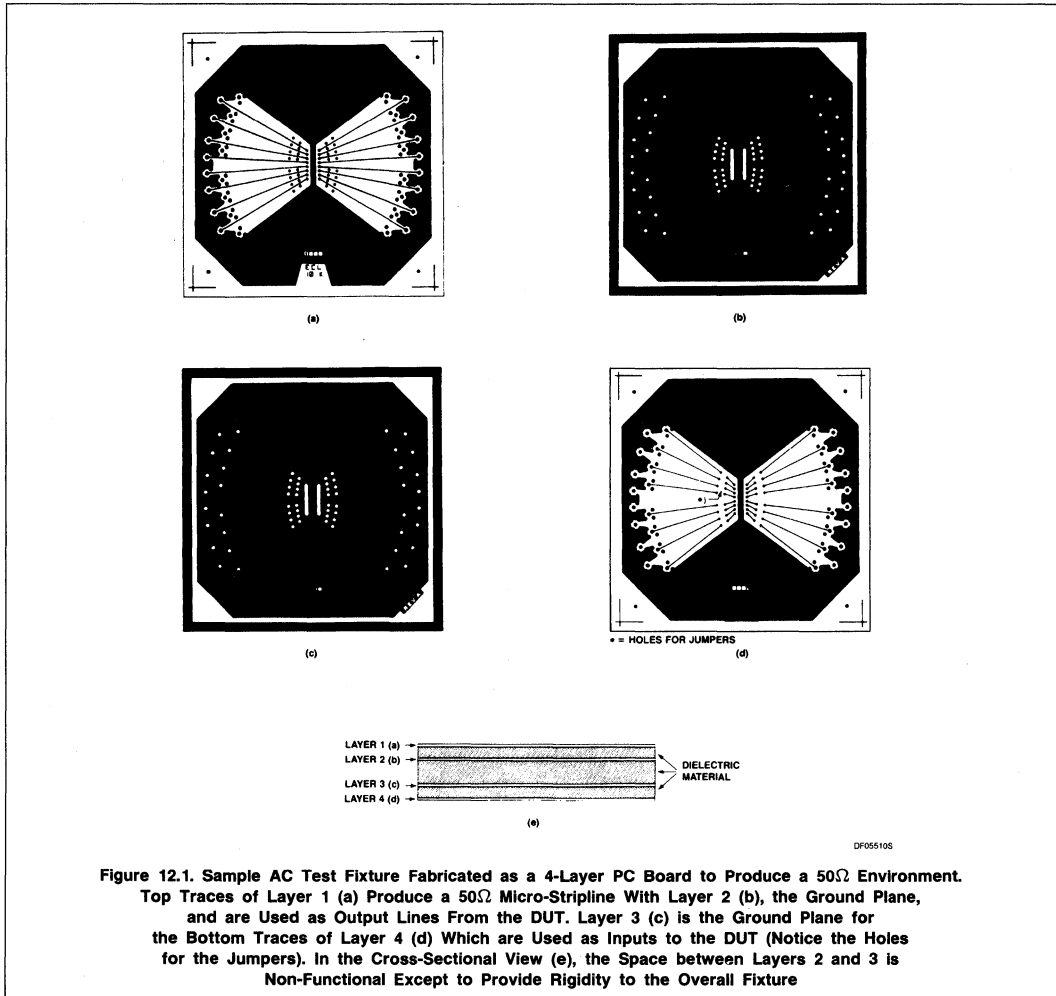 ECL
10 K
(a)
REV.A
(b)
REV.A
(c)
• = HOLES FOR JUMPERS
(d)
LAYER 1 (a)
LAYER 2 (b)
LAYER 3 (c)
LAYER 4 (d)
DIELECTRIC
MATERIAL
(e)
DF05510S
Figure 12.1. Sample AC Test Fixture Fabricated as a 4-Layer PC Board to Produce a 50Ω Environment.
Top Traces of Layer 1 (a) Produce a 50Ω Micro-Stripline With Layer 2 (b), the Ground Plane,
and are Used as Output Lines From the DUT. Layer 3 (c) is the Ground Plane for
the Bottom Traces of Layer 4 (d) Which are Used as Inputs to the DUT (Notice the Holes
for the Jumpers). In the Cross-Sectional View (e), the Space between Layers 2 and 3 is
Non-Functional Except to Provide Rigidity to the Overall Fixture